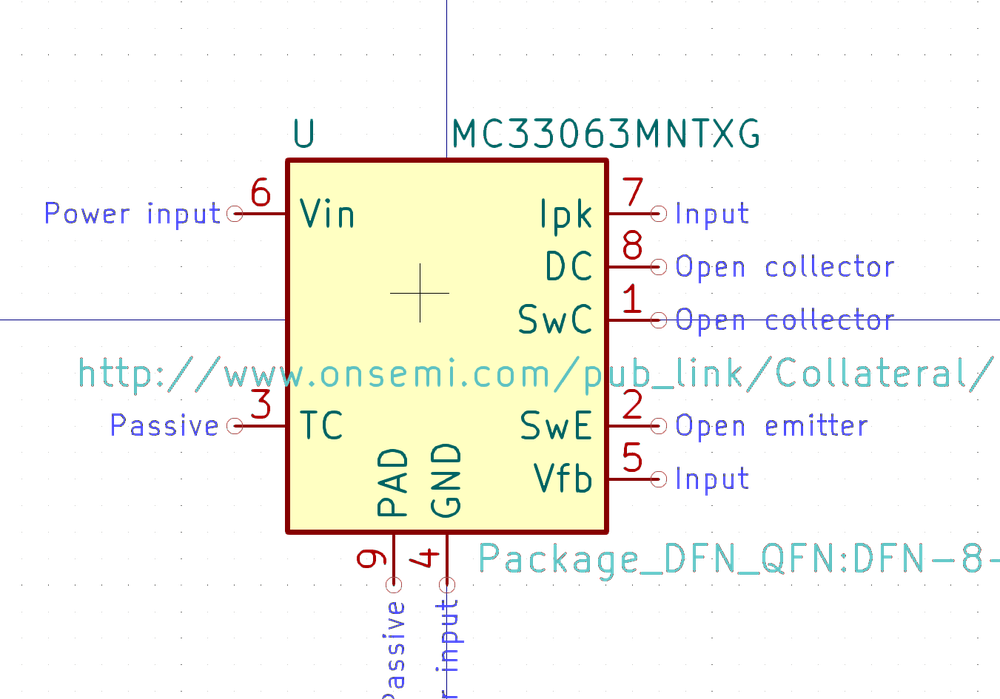 U MC33063MNTXG
Power input 6 Vin Ipk 7 Input
DC 8 Open collector
SwC 1 Open collector
http://www.onsemi.com/pub_link/Collateral/
Passive 3 TC SwE 2 Open emitter
Vfb 5 Input
PAD GND
9 4
Package_DFN_QFN:DFN-8-
Passive
input